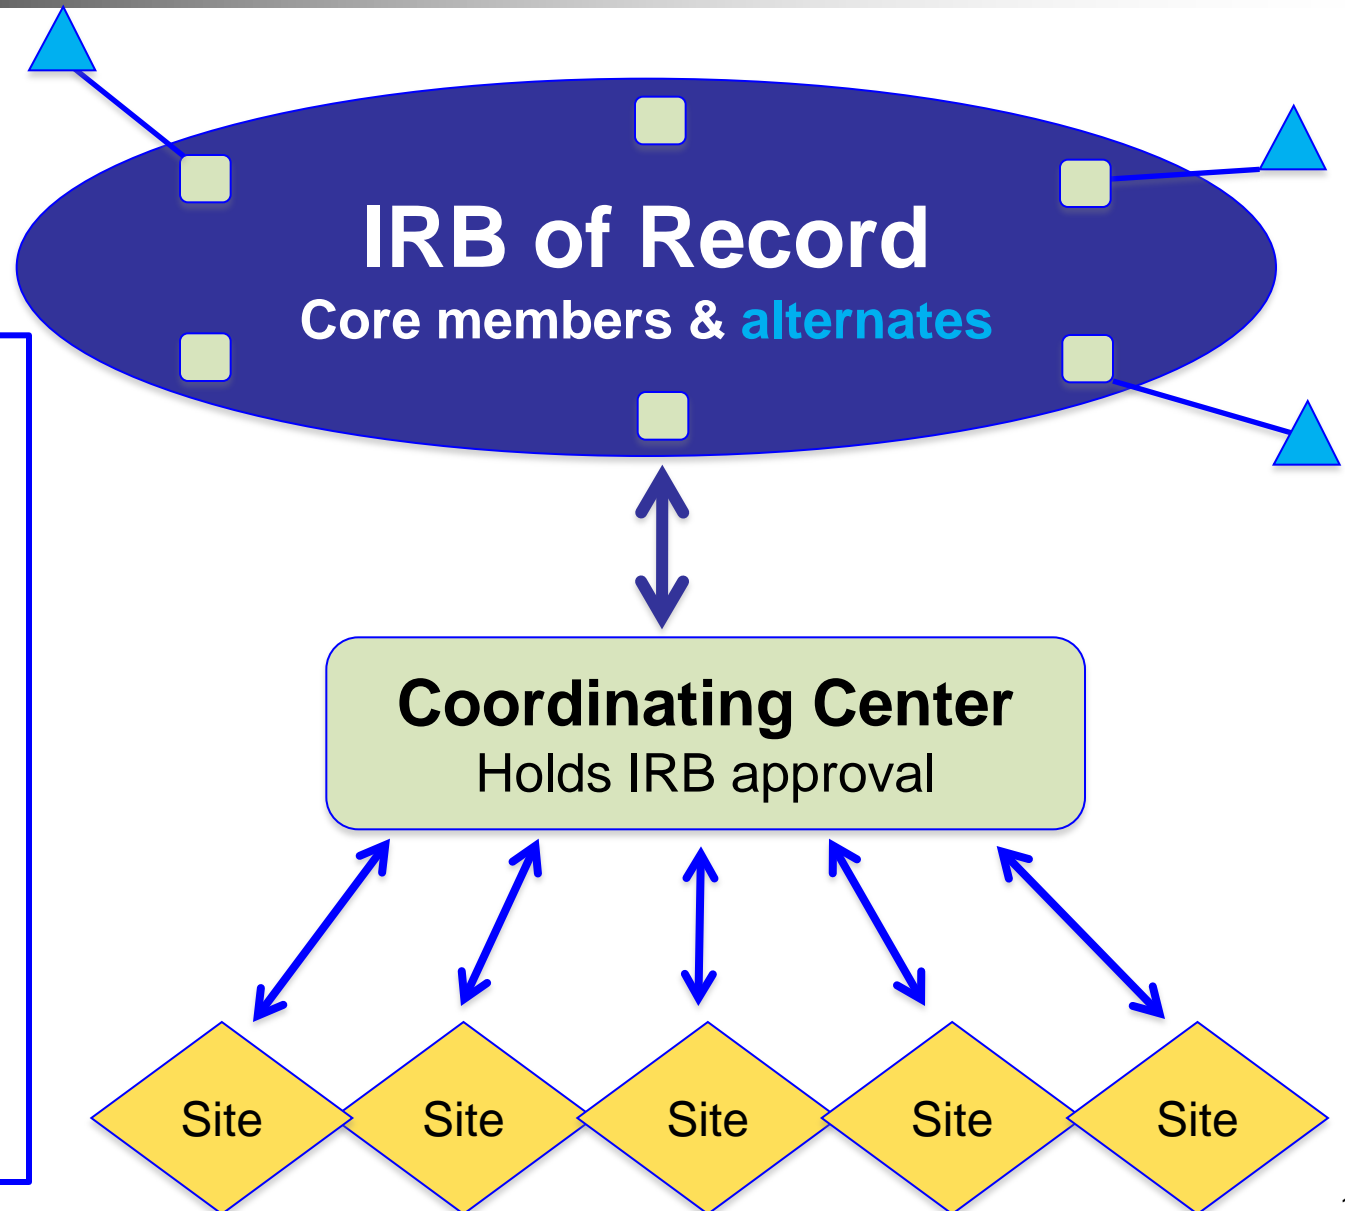 IRB of Record
Core members & alternates
Coordinating Center
Holds IRB approval
Site Site Site Site Site